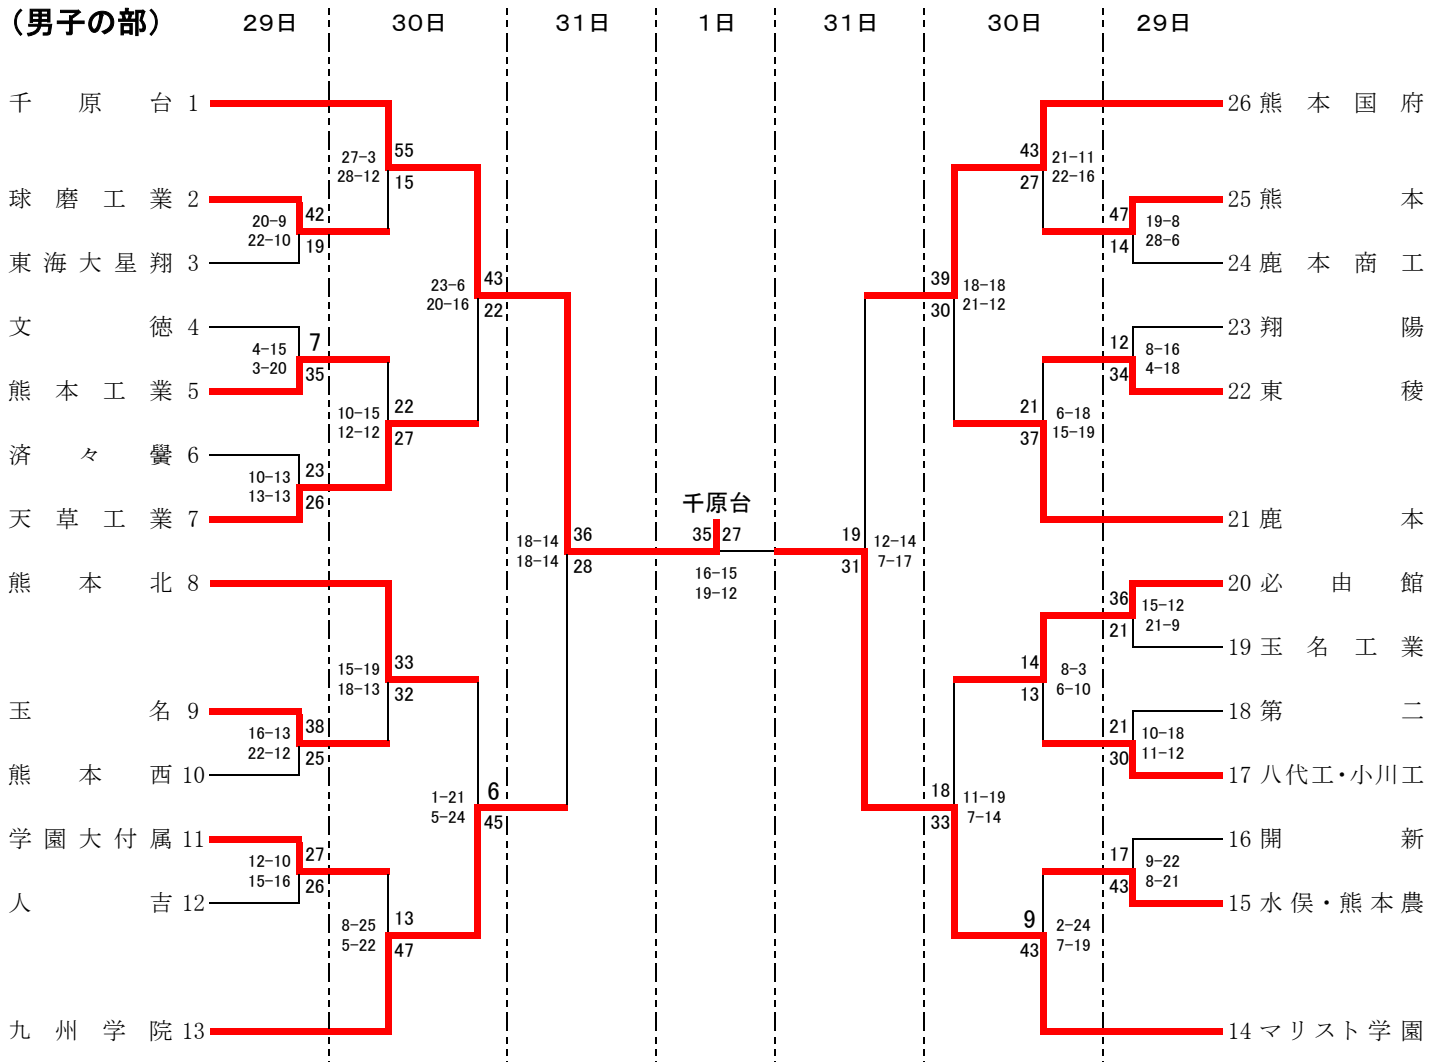 （男子の部） 29日 30日 31日 1日 31日 30日 29日
千原台 1
27-3 55
28-12 15
球磨工業 2
20-9 42
22-10 19
東海大星翔 3
23-6 43
20-16 22
文徳 4
4-15 7
3-20 35
熊本工業 5
10-15 22
12-12 27
済々黌 6
10-13 23
13-13 26
天草工業 7
18-14 36
18-14 28
熊本北 8
15-19 33
18-13 32
玉名 9
16-13 38
22-12 25
熊本西 10
1-21 6
5-24 45
学園大付属 11
12-10 27
15-16 26
人吉 12
8-25 13
5-22 47
九州学院 13
千原台
35 27
16-15
19-12
26 熊本国府
43 21-11
27 22-16
25 熊本
47 19-8
14 28-6
24 鹿本商工
39 18-18
30 21-12
23 翔陽
12 8-16
34 4-18
22 東稜
21 6-18
37 15-19
21 鹿本
19 12-14
31 7-17
20 必由館
36 15-12
21 21-9
19 玉名工業
14 8-3
13 6-10
18 第二
21 10-18
30 11-12
17 八代工・小川工
18 11-19
33 7-14
16 開新
17 9-22
43 8-21
15 水俣・熊本農
9 2-24
43 7-19
14 マリスト学園